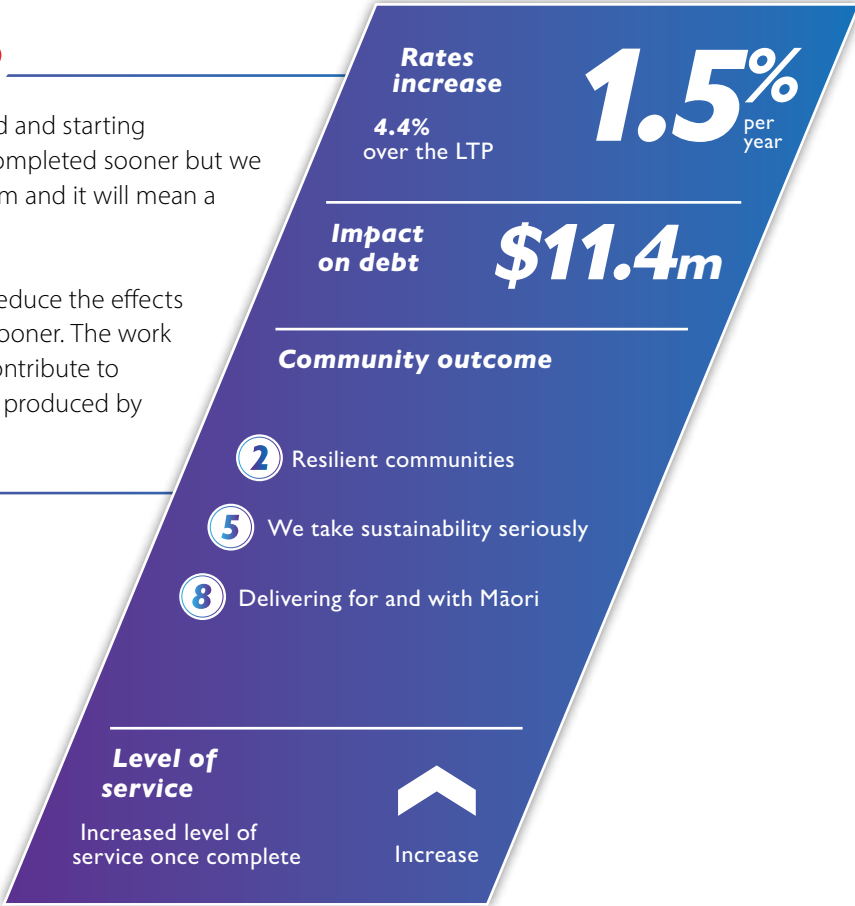 d and starting
ompleted sooner but we
m and it will mean a
educe the effects
ooner. The work
ontribute to
produced by
Rates
increase
4.4%
over the LTP
1.5%
per
year
Impact
on debt
$11.4m
Community outcome
2 Resilient communities
5 We take sustainability seriously
8 Delivering for and with Māori
Level of
service
Increased level of
service once complete
Increase